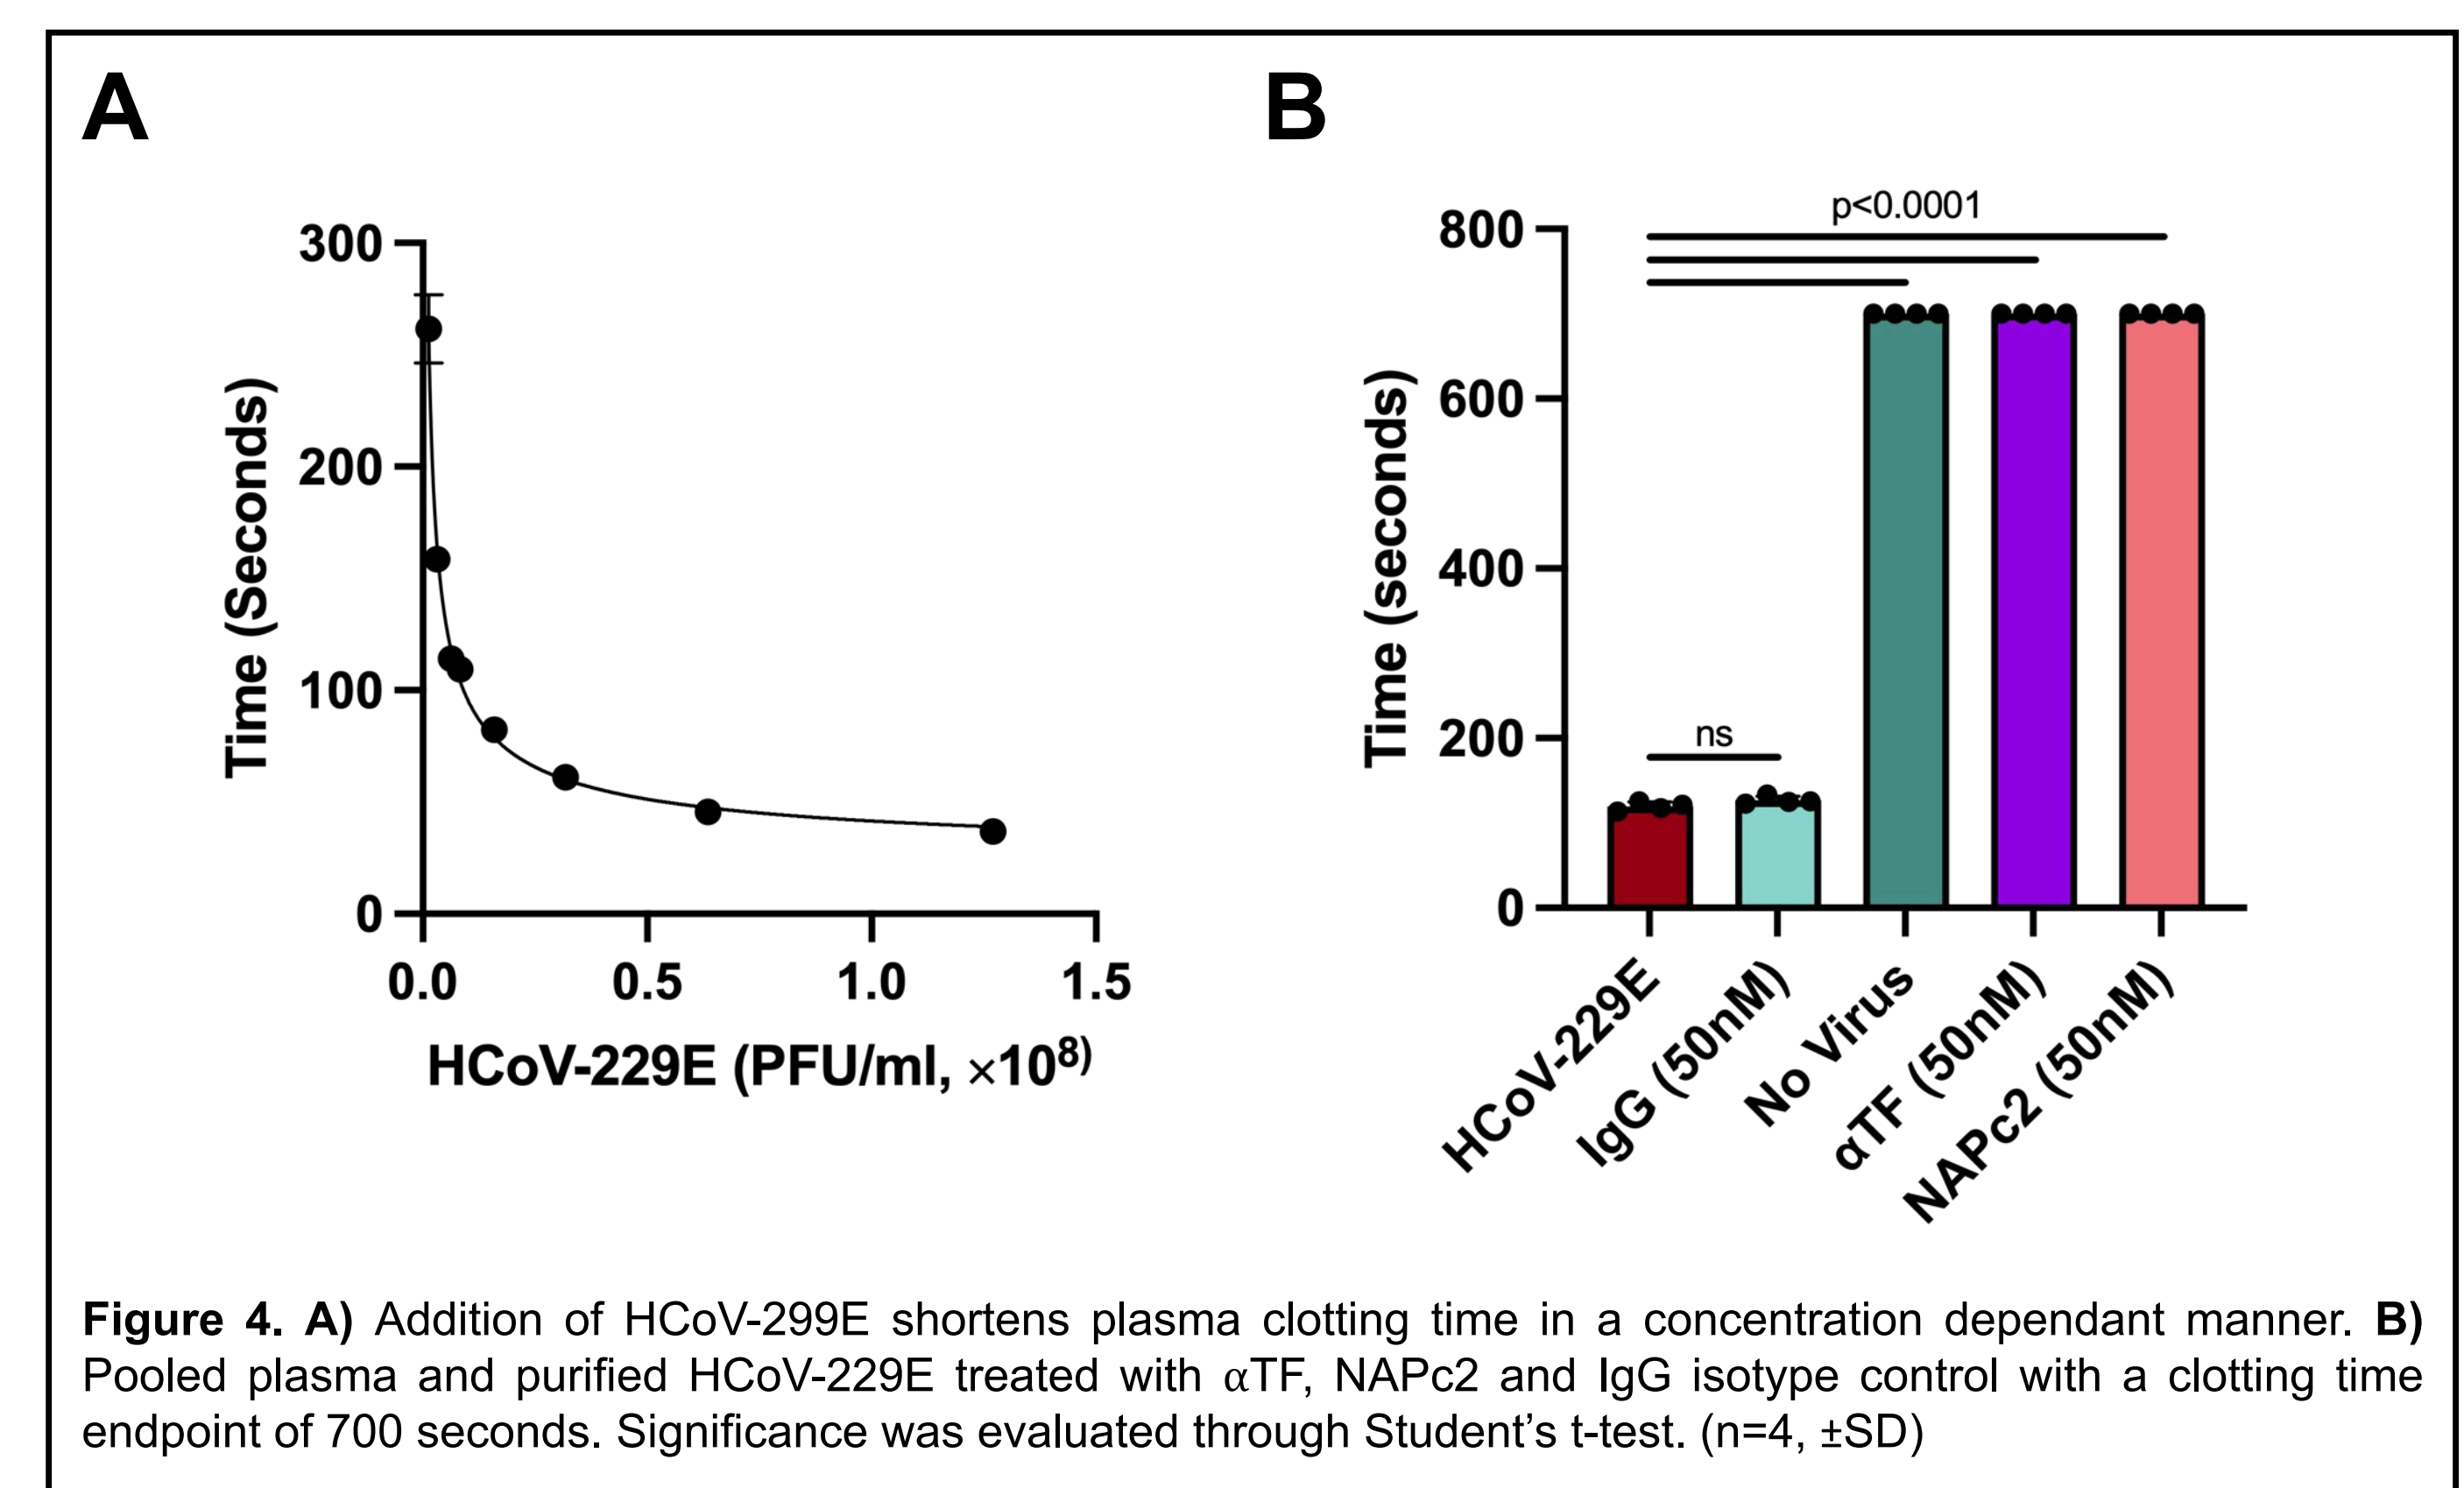 A
B
300
200
100
0
Time (Seconds)
0.0
0.5
1.0
1.5
HCoV-229E (PFU/ml, ×10⁸⁾
800
600
400
200
0
Time (seconds)
p<0.0001
ns
HCoV-229E
IgG (50nM)
No Virus
αTF (50nM)
NAPc2 (50nM)
Figure 4. A) Addition of HCoV-299E shortens plasma clotting time in a concentration dependant manner. B)
Pooled plasma and purified HCoV-229E treated with αTF, NAPc2 and IgG isotype control with a clotting time
endpoint of 700 seconds. Significance was evaluated through Student’s t-test. (n=4, ±SD)